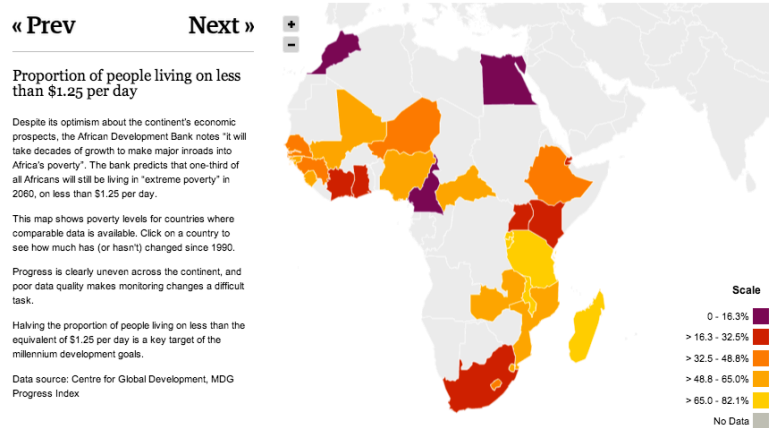 « Prev
Next »
Proportion of people living on less
than $1.25 per day
Despite its optimism about the continent's economic
prospects, the African Development Bank notes "it will
take decades of growth to make major inroads into
Africa's poverty". The bank predicts that one-third of
all Africans will still be living in "extreme poverty" in
2060, on less than $1.25 per day.
This map shows poverty levels for countries where
comparable data is available. Click on a country to
see how much has (or hasn't) changed since 1990.
Progress is clearly uneven across the continent, and
poor data quality makes monitoring changes a difficult
task.
Halving the proportion of people living on less than the
equivalent of $1.25 per day is a key target of the
millennium development goals.
Data source: Centre for Global Development, MDG
Progress Index
+
−
Scale
0 - 16.3%
> 16.3 - 32.5%
> 32.5 - 48.8%
> 48.8 - 65.0%
> 65.0 - 82.1%
No Data